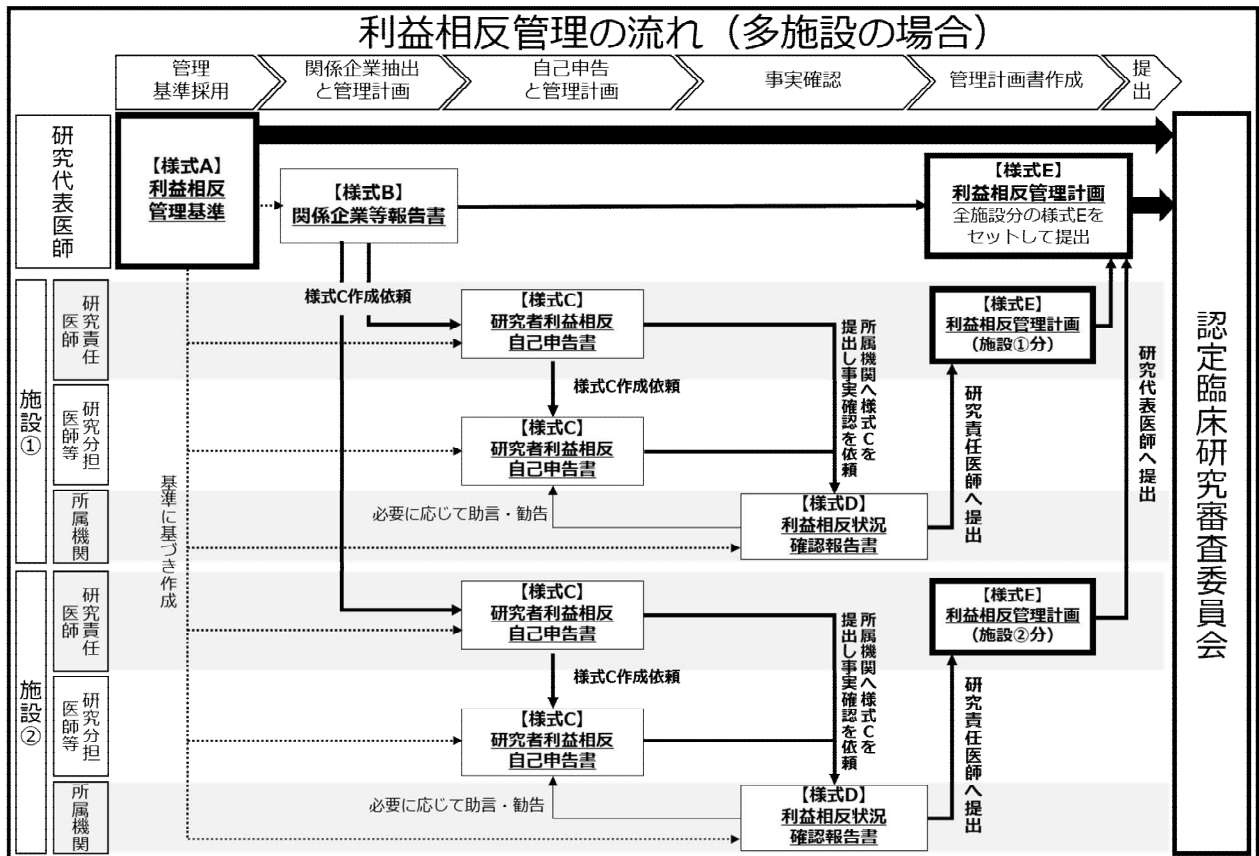 利益相反管理の流れ（多施設の場合）
管理
基準採用
関係企業抽出
と管理計画
自己申告
と管理計画
事実確認
管理計画書作成
提
出
研究代表医師
【様式A】
利益相反
管理基準
【様式B】
関係企業等報告書
【様式E】
利益相反管理計画
全施設分の様式Eを
セットして提出
認定臨床研究審査委員会
様式C作成依頼
施設①
研究責任
医師
【様式C】
研究者利益相反
自己申告書
所属機関へ様式Cを
提出し事実確認を依頼
【様式E】
利益相反管理計画
(施設①分)
研究代表医師へ提出
様式C作成依頼
研究分担
医師等
【様式C】
研究者利益相反
自己申告書
研究責任医師へ提出
基準に基づき作成
所属機関
必要に応じて助言・勧告
【様式D】
利益相反状況
確認報告書
施設②
研究責任
医師
【様式C】
研究者利益相反
自己申告書
所属機関へ様式Cを
提出し事実確認を依頼
【様式E】
利益相反管理計画
(施設②分)
様式C作成依頼
研究分担
医師等
【様式C】
研究者利益相反
自己申告書
研究責任医師へ提出
所属機関
必要に応じて助言・勧告
【様式D】
利益相反状況
確認報告書